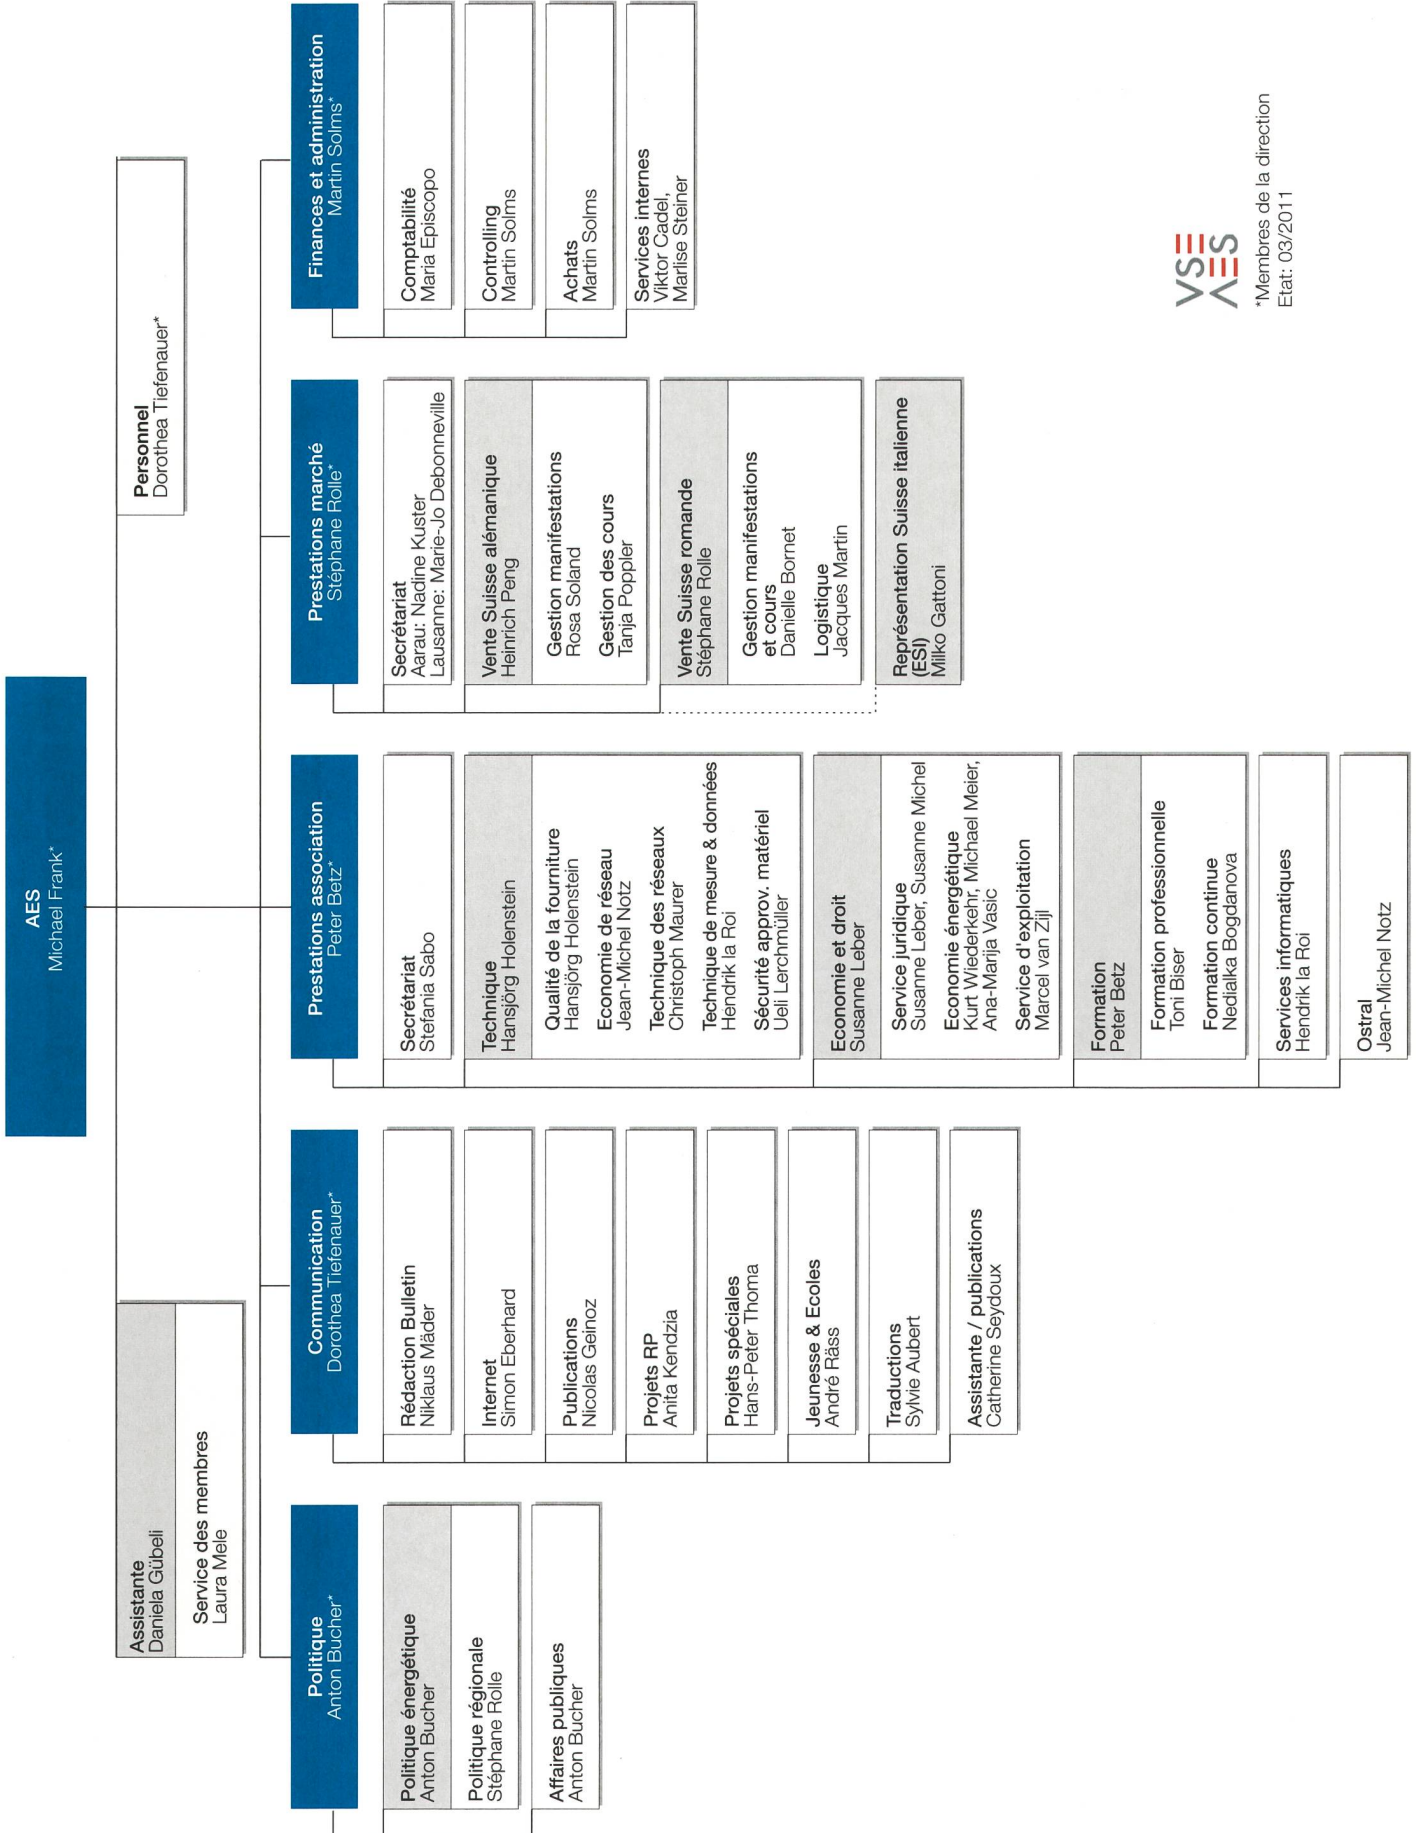 AES
Michael Frank*
Assistante
Daniela Gübeli
Service des membres
Laura Mele
Personnel
Dorothea Tiefenauer*
Politique
Anton Bucher*
Politique énergétique
Anton Bucher
Politique régionale
Stéphane Rolle
Affaires publiques
Anton Bucher
Communication
Dorothea Tiefenauer*
Rédaction Bulletin
Niklaus Mäder
Internet
Simon Eberhard
Publications
Nicolas Geinoz
Projets RP
Anita Kendzia
Projets spéciales
Hans-Peter Thoma
Jeunesse & Ecoles
André Räss
Traductions
Sylvie Aubert
Assistante / publications
Catherine Seydoux
Prestations association
Peter Betz*
Secrétariat
Stefania Sabo
Technique
Hansjörg Holenstein
Qualité de la fourniture
Hansjörg Holenstein
Economie de réseau
Jean-Michel Notz
Technique des réseaux
Christoph Maurer
Technique de mesure & données
Hendrik la Roi
Sécurité approv. matériel
Ueli Lerchmüller
Economie et droit
Susanne Leber
Service juridique
Susanne Leber, Susanne Michel
Economie énergétique
Kurt Wiederkehr, Michael Meier,
Ana-Marija Vasic
Service d'exploitation
Marcel van Zijl
Formation
Peter Betz
Formation professionnelle
Toni Biser
Formation continue
Nedialka Bogdanova
Services informatiques
Hendrik la Roi
Ostral
Jean-Michel Notz
Prestations marché
Stéphane Rolle*
Secrétariat
Aarau: Nadine Kuster
Lausanne: Marie-Jo Debonneville
Vente Suisse alémanique
Heinrich Peng
Gestion manifestations
Rosa Soland
Gestion des cours
Tanja Poppler
Vente Suisse romande
Stéphane Rolle
Gestion manifestations
et cours
Danielle Bornet
Logistique
Jacques Martin
Représentation Suisse italienne
(ESI)
Milko Gattoni
Finances et administration
Martin Solms*
Comptabilité
Maria Episcopo
Controlling
Martin Solms
Achats
Martin Solms
Services internes
Viktor Cadel,
Marlise Steiner
VSE
AES
*Membres de la direction
Etat: 03/2011